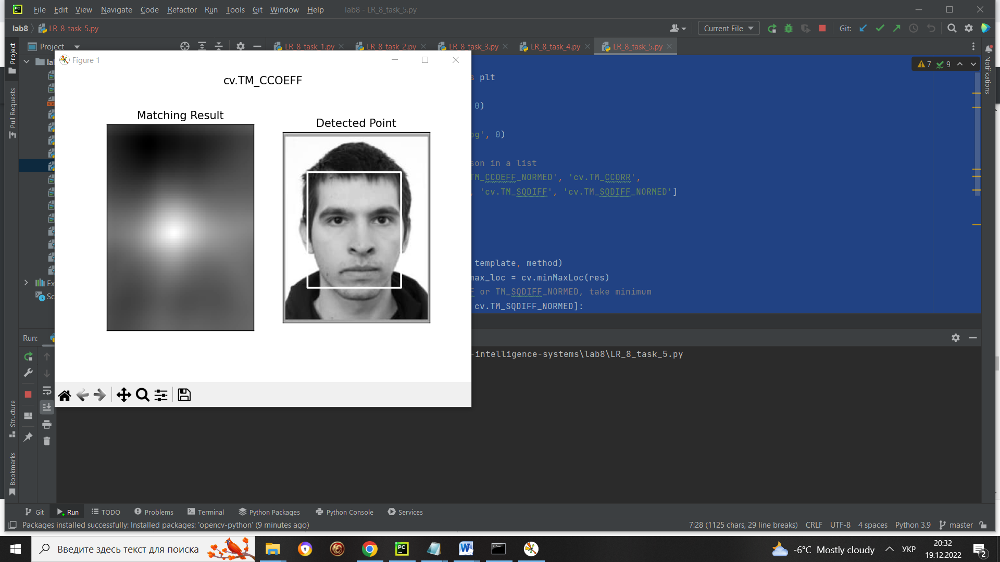 File Edit View Navigate Code Refactor Run Tools Git Window Help lab8 - LR_8_task_5.py
lab8 LR_8_task_5.py Current File Git:
Project LR_8_task_1.py LR_8_task_2.py LR_8_task_3.py LR_8_task_4.py LR_8_task_5.py
Project
Pull Requests
Notifications
Figure 1
7 9
cv.TM_CCOEFF
Matching Result
Detected Point
plt
0)
', 0)
in a list
TM_CCOEFF_NORMED', 'cv.TM_CCORR',
, 'cv.TM_SQDIFF', 'cv.TM_SQDIFF_NORMED']
template, method)
max_loc = cv.minMaxLoc(res)
or TM_SQDIFF_NORMED, take minimum
cv.TM_SQDIFF_NORMED]:
Run:
-intelligence-systems\lab8\LR_8_task_5.py
Structure
Bookmarks
Git Run TODO Problems Terminal Python Packages Python Console Services
Packages installed successfully: Installed packages: 'opencv-python' (9 minutes ago) 7:28 (1125 chars, 29 line breaks) CRLF UTF-8 4 spaces Python 3.9 master
Введите здесь текст для поиска -6°C Mostly cloudy УКР 20:32
19.12.2022 2